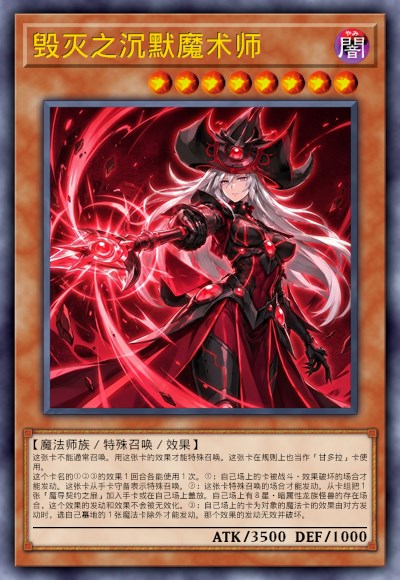 毁灭之沉默魔术师
やみ
闇
【魔法师族／特殊召唤／效果】
这张卡不能通常召唤。用这张卡的效果才能特殊召唤。这张卡在规则上也当作「甘多拉」卡使
用。
这个卡名的①②③的效果1回合各能使用1次。①：自己场上的卡被战斗·效果破坏的场合才
能发动。这张卡从手卡守备表示特殊召唤。②：这张卡特殊召唤的场合才能发动。从卡组把1
张「魔导契约之扉」加入手卡或在自己场上盖放。自己场上有8星·暗属性龙族怪兽的存在场
合，这个效果的发动和效果不会被无效化。③：自己场上的卡为对象的魔法卡的效果由对方发
动时，请自己墓地的1张魔法卡除外才能发动。那个效果的发动无效并破坏。
ATK/3500 DEF/1000